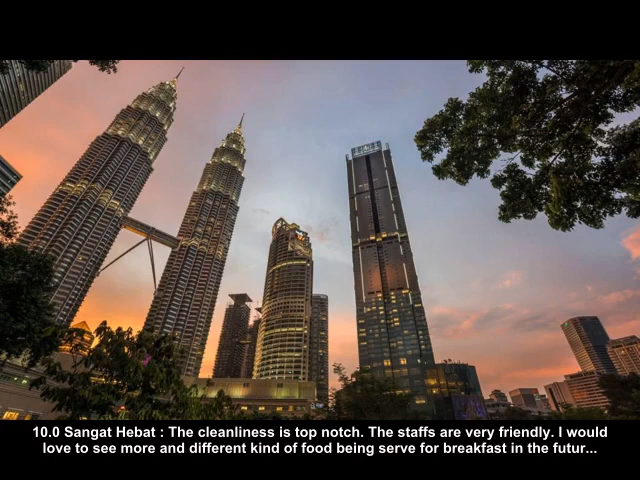 10.0 Sangat Hebat : The cleanliness is top notch. The staffs are very friendly. I would
love to see more and different kind of food being serve for breakfast in the futur...